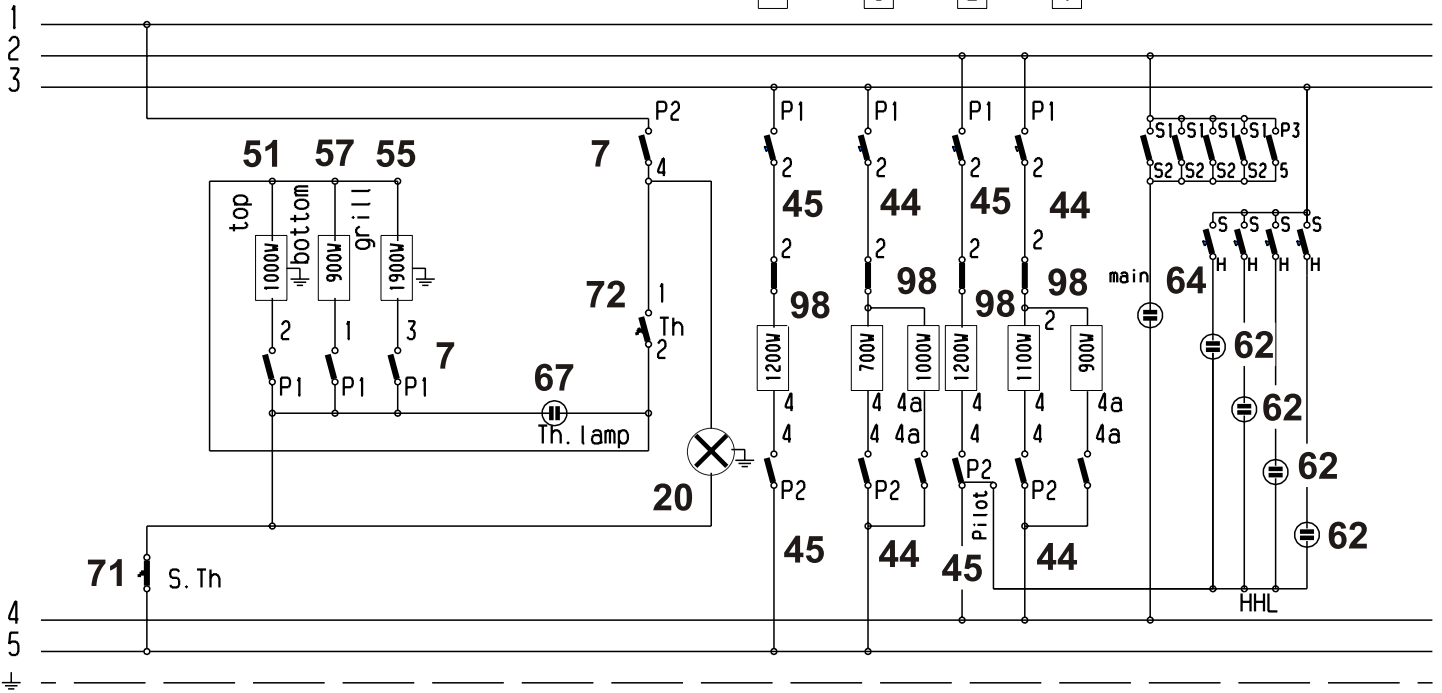 1
2
3
P2
P1
P1
P1
P1
S1
S1
S1
S1
P3
51
57
55
7
4
2
2
2
2
S2
S2
S2
S2
5
top
bottom
grill
45
44
45
44
S
S
S
S
1000W
900W
1900W
2
2
2
2
H
H
H
H
72
1
98
98
98
98
main
64
2
1
3
Th
2
2
7
1200W
700W
1000W
1200W
1100W
900W
62
P1
P1
P1
67
4
4
4a
4
4
4a
62
Th. lamp
4
4
4a
4
4
4a
20
P2
P2
P2
P2
62
Pilot
62
45
44
45
44
71
S. Th
HHL
4
5